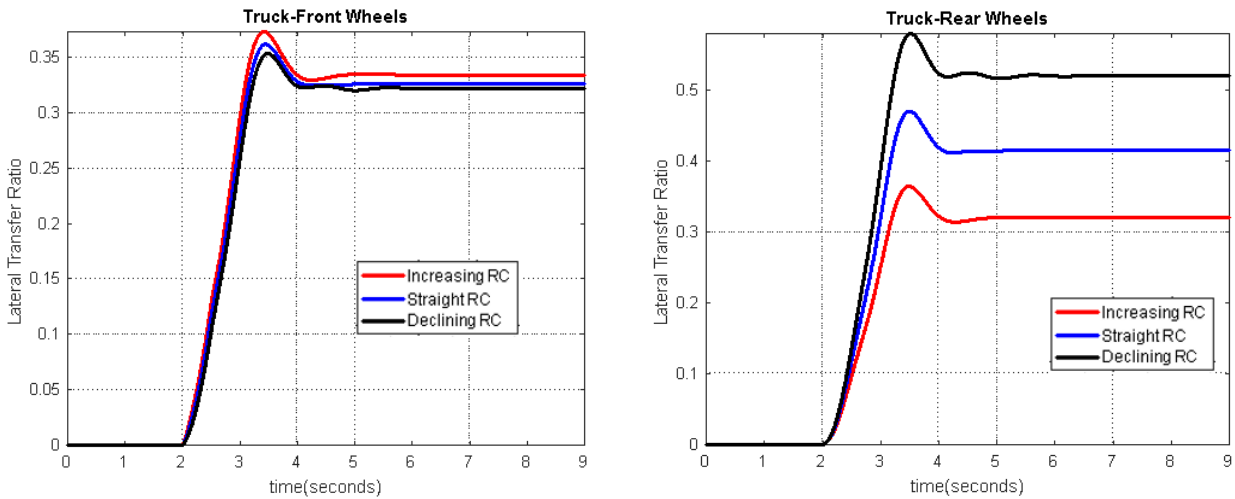 Truck-Front Wheels
Lateral Transfer Ratio
0.35
0.3
0.25
0.2
0.15
0.1
0.05
0
Increasing RC
Straight RC
Declining RC
0 1 2 3 4 5 6 7 8 9
time(seconds)
Truck-Rear Wheels
Lateral Transfer Ratio
0.5
0.4
0.3
0.2
0.1
0
Increasing RC
Straight RC
Declining RC
0 1 2 3 4 5 6 7 8 9
time(seconds)